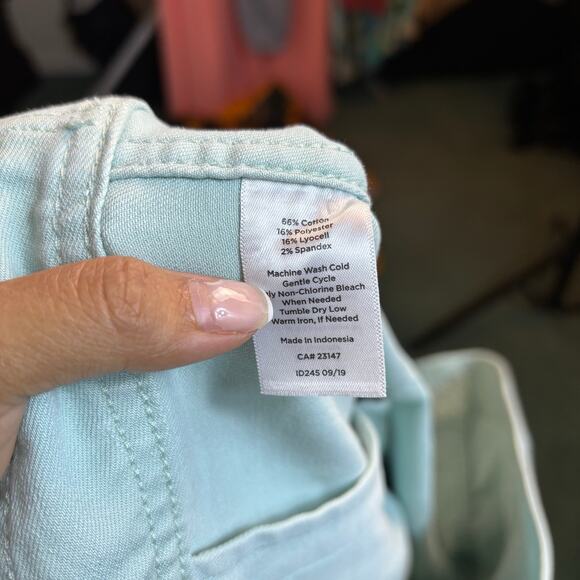 66% Cotton
16% Polyester
16% Lyocell
2% Spandex
Machine Wash Cold
Gentle Cycle
Non-Chlorine Bleach
When Needed
Tumble Dry Low
Warm Iron, If Needed
Made in Indonesia
CA# 23147
ID245 09/19